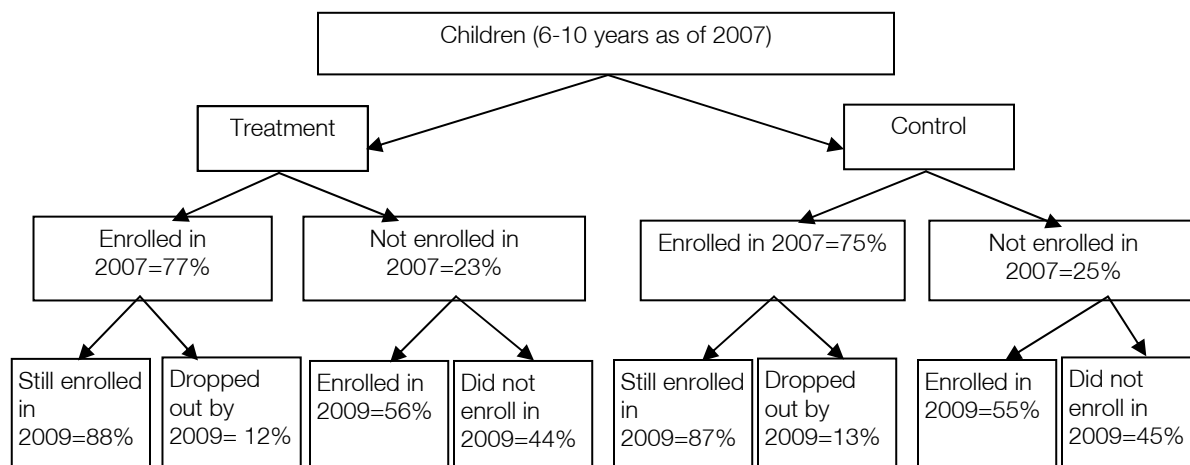 Children (6-10 years as of 2007)
Treatment
Control
Enrolled in
2007=77%
Not enrolled in
2007=23%
Enrolled in 2007=75%
Not enrolled in
2007=25%
Still enrolled
in
2009=88%
Dropped
out by
2009= 12%
Enrolled in
2009=56%
Did not
enroll in
2009=44%
Still enrolled
in
2009=87%
Dropped
out by
2009=13%
Enrolled in
2009=55%
Did not
enroll in
2009=45%